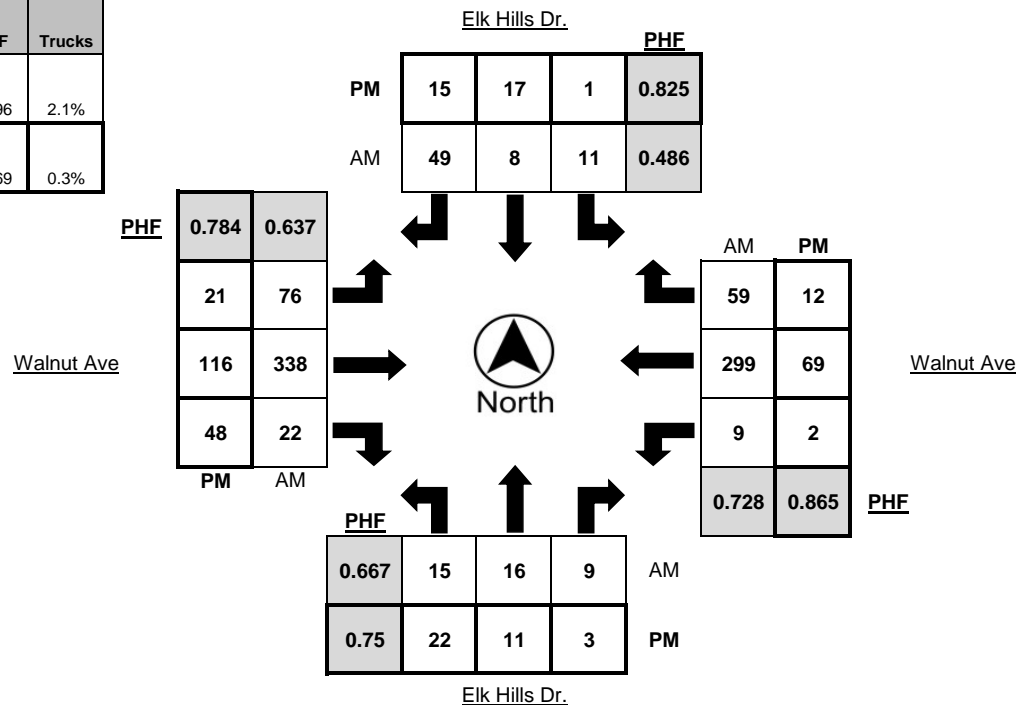 Elk Hills Dr.
PHF
Trucks
PM 15 17 1 0.825
2.1%
AM 49 8 11 0.486
0.3%
PHF 0.784 0.637
AM PM
21 76
59 12
Walnut Ave 116 338
299 69 Walnut Ave
North
48 22
9 2
PM AM
0.728 0.865 PHF
PHF
0.667 15 16 9 AM
0.75 22 11 3 PM
Elk Hills Dr.